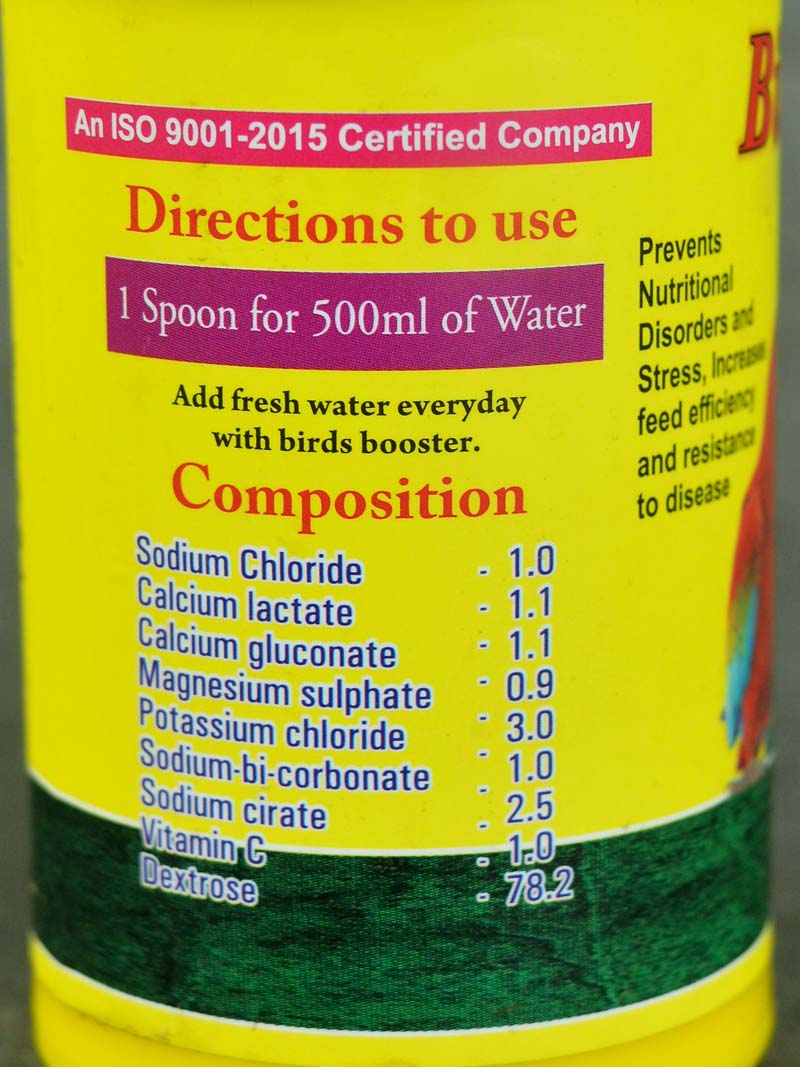 An ISO 9001-2015 Certified Company
Directions to use
1 Spoon for 500ml of Water
Add fresh water everyday
with birds booster.
Composition
Sodium Chloride - 1.0
Calcium lactate - 1.1
Calcium gluconate - 1.1
Magnesium sulphate - 0.9
Potassium chloride - 3.0
Sodium-bi-corbonate - 1.0
Sodium cirate - 2.5
Vitamin C - 1.0
Dextrose - 78.2
Prevents
Nutritional
Disorders and
Stress, Increases
feed efficiency
and resistance
to disease